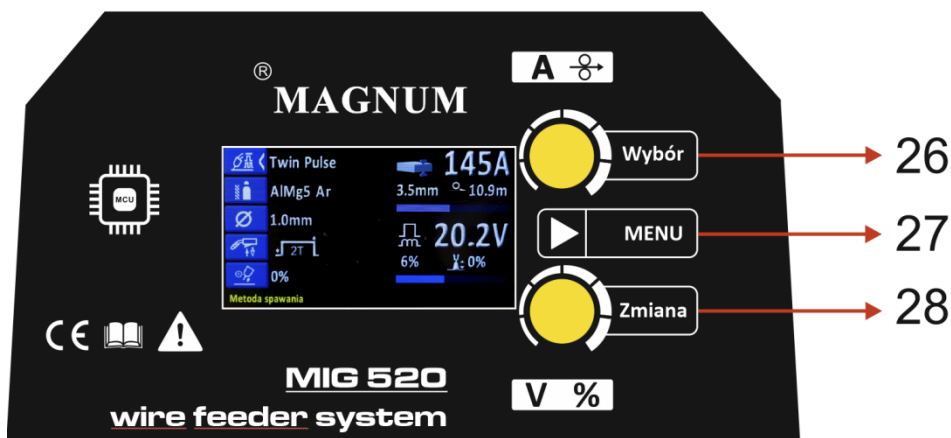 A
®
MAGNUM
Wybór
26
Twin Pulse
145A
AlMg5 Ar
3.5mm
10.9m
MCU
1.0mm
MENU
27
2T
20.2V
6%
0%
0%
Zmiana
28
Metoda spawania
CE
MIG 520
wire feeder system
V %